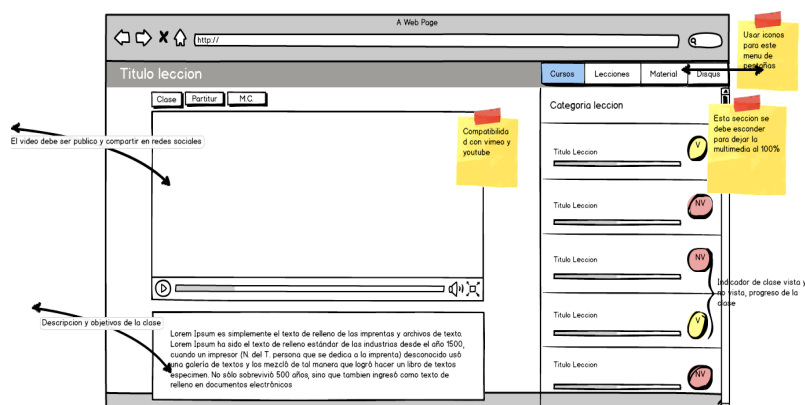 A Web Page
http://
Usar iconos
para este
menu de
pestañas
Titulo leccion
Cursos
Lecciones
Material
Disqus
Clase
Partitur
M.C.
Categoria leccion
Esta seccion se
debe esconder
para dejar la
multimedia al 100%
Compatibilida
d con vimeo y
youtube
El video debe ser publico y compartir en redes sociales
Titulo Leccion
V
Titulo Leccion
NV
Titulo Leccion
NV
Indicador de clase vista y
no vista, progreso de la
clase
Titulo Leccion
V
Titulo Leccion
NV
Descripcion y objetivos de la clase
Lorem Ipsum es simplemente el texto de relleno de las imprentas y archivos de texto.
Lorem Ipsum ha sido el texto de relleno estándar de las industrias desde el año 1500,
cuando un impresor (N. del T. persona que se dedica a la imprenta) desconocido usó
una galería de textos y los mezcló de tal manera que logró hacer un libro de textos
especimen. No sólo sobrevivió 500 años, sino que tambien ingresó como texto de
relleno en documentos electrónicos